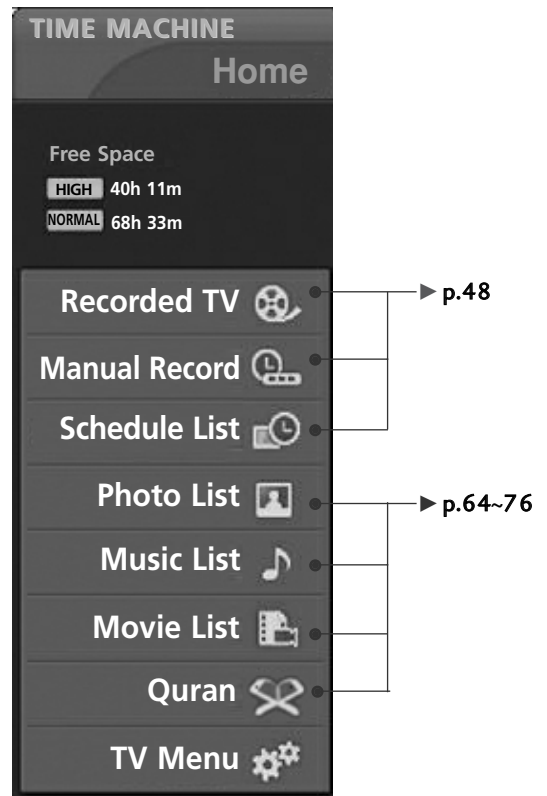 TIME MACHINE
Home
Free Space
HIGH 40h 11m
NORMAL 68h 33m
Recorded TV
▶ p.48
Manual Record
Schedule List
Photo List
▶ p.64~76
Music List
Movie List
Quran
TV Menu